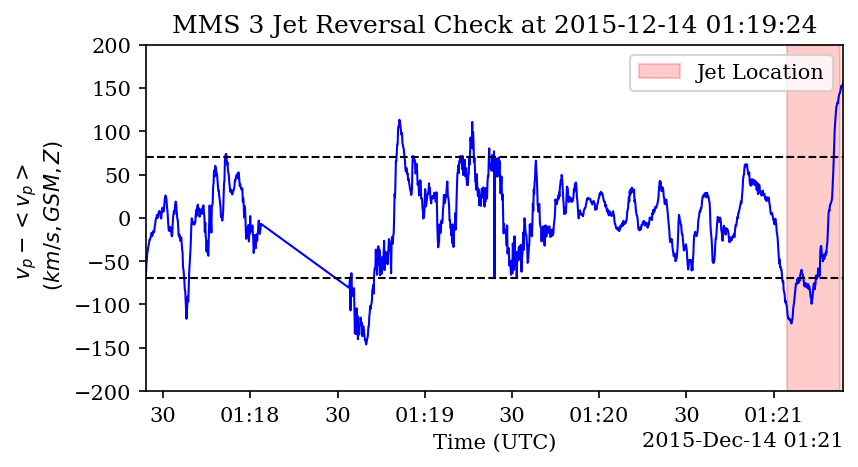 MMS 3 Jet Reversal Check at 2015-12-14 01:19:24
Jet Location
200
150
100
50
0
−50
−100
−150
−200
v_p − < v_p >
(km/s, GSM, Z)
30 01:18 30 01:19 30 01:20 30 01:21
Time (UTC)
2015-Dec-14 01:21